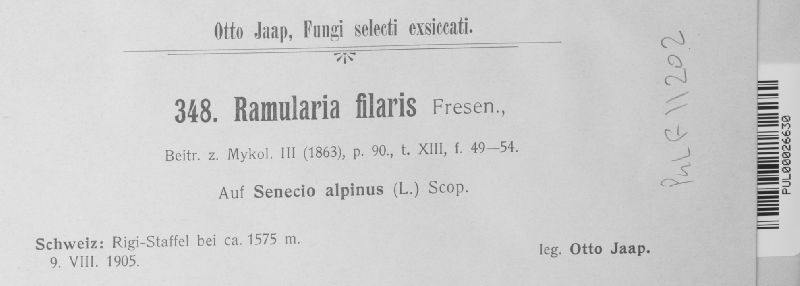 Otto Jaap, Fungi selecti exsiccati.
348. Ramularia filaris Fresen.,
Beitr. z. Mykol. III (1863), p. 90., t. XIII, f. 49—54.
Auf Senecio alpinus (L.) Scop.
Schweiz: Rigi-Staffel bei ca. 1575 m.
9. VIII. 1905.
leg. Otto Jaap.
PuLF 11202
PUL00026630